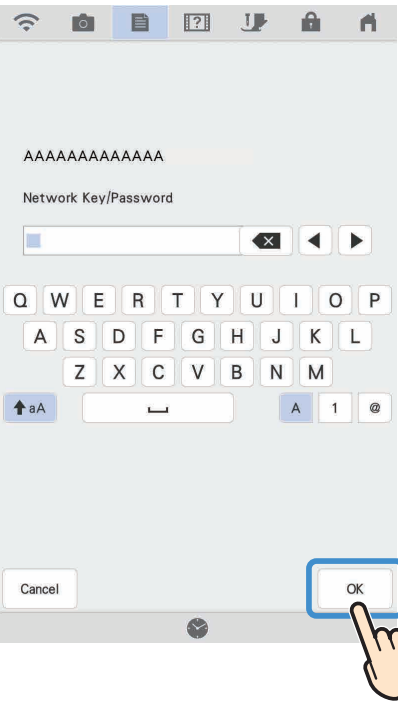 AAAAAAAAAAAAA
Network Key/Password
Q W E R T Y U I O P
A S D F G H J K L
Z X C V B N M
aA A 1 @
Cancel OK